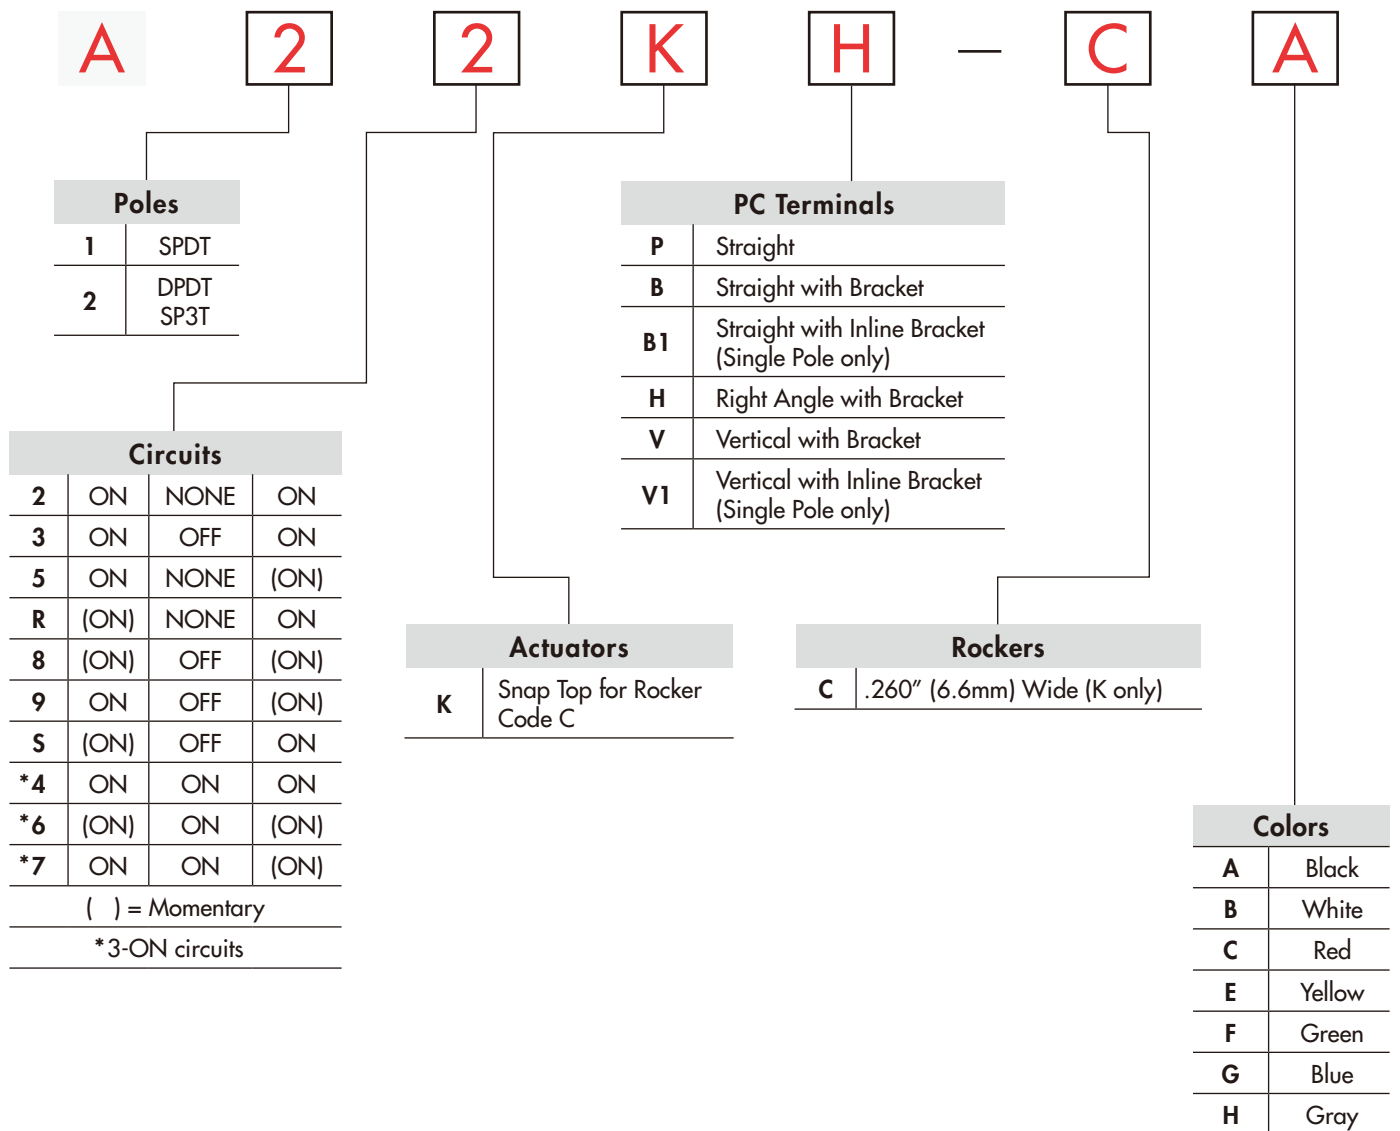 A 2 2 K H — C A
Poles
1 SPDT
2 DPDT
SP3T
PC Terminals
P Straight
B Straight with Bracket
B1 Straight with Inline Bracket
(Single Pole only)
H Right Angle with Bracket
V Vertical with Bracket
V1 Vertical with Inline Bracket
(Single Pole only)
Circuits
2 ON NONE ON
3 ON OFF ON
5 ON NONE (ON)
R (ON) NONE ON
8 (ON) OFF (ON)
9 ON OFF (ON)
S (ON) OFF ON
*4 ON ON ON
*6 (ON) ON (ON)
*7 ON ON (ON)
( ) = Momentary
*3-ON circuits
Actuators
K Snap Top for Rocker
Code C
Rockers
C .260” (6.6mm) Wide (K only)
Colors
A Black
B White
C Red
E Yellow
F Green
G Blue
H Gray